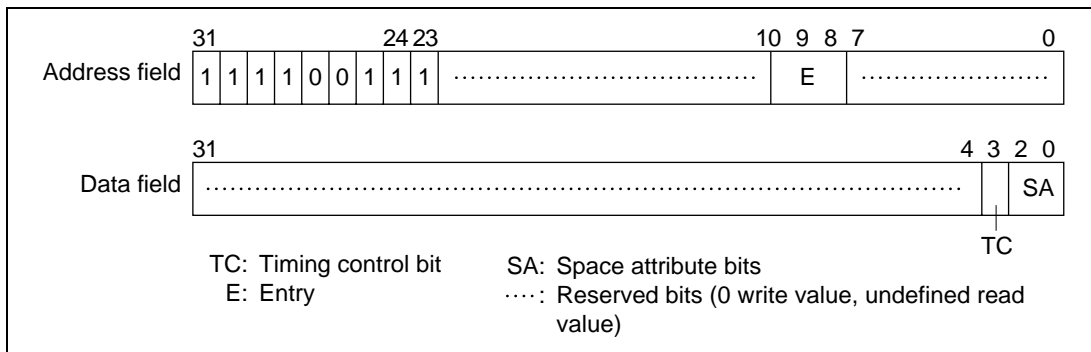 31 24 23 10 9 8 7 0
Address field 1 1 1 1 0 0 1 1 1 ........ E ........
31 4 3 2 0
Data field ........ SA
TC
TC: Timing control bit SA: Space attribute bits
E: Entry ····: Reserved bits (0 write value, undefined read
value)